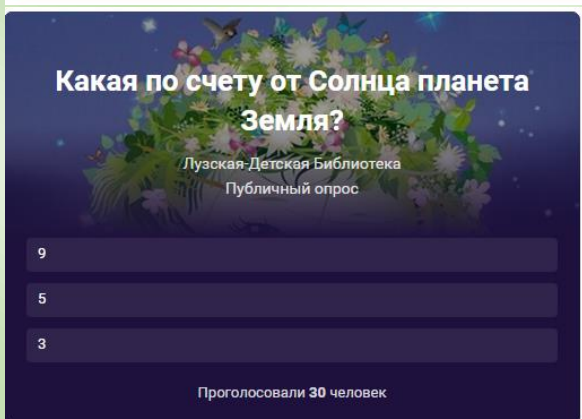 Какая по счету от Солнца планета
Земля?
Лузская-Детская Библиотека
Публичный опрос
9
5
3
Проголосовали 30 человек